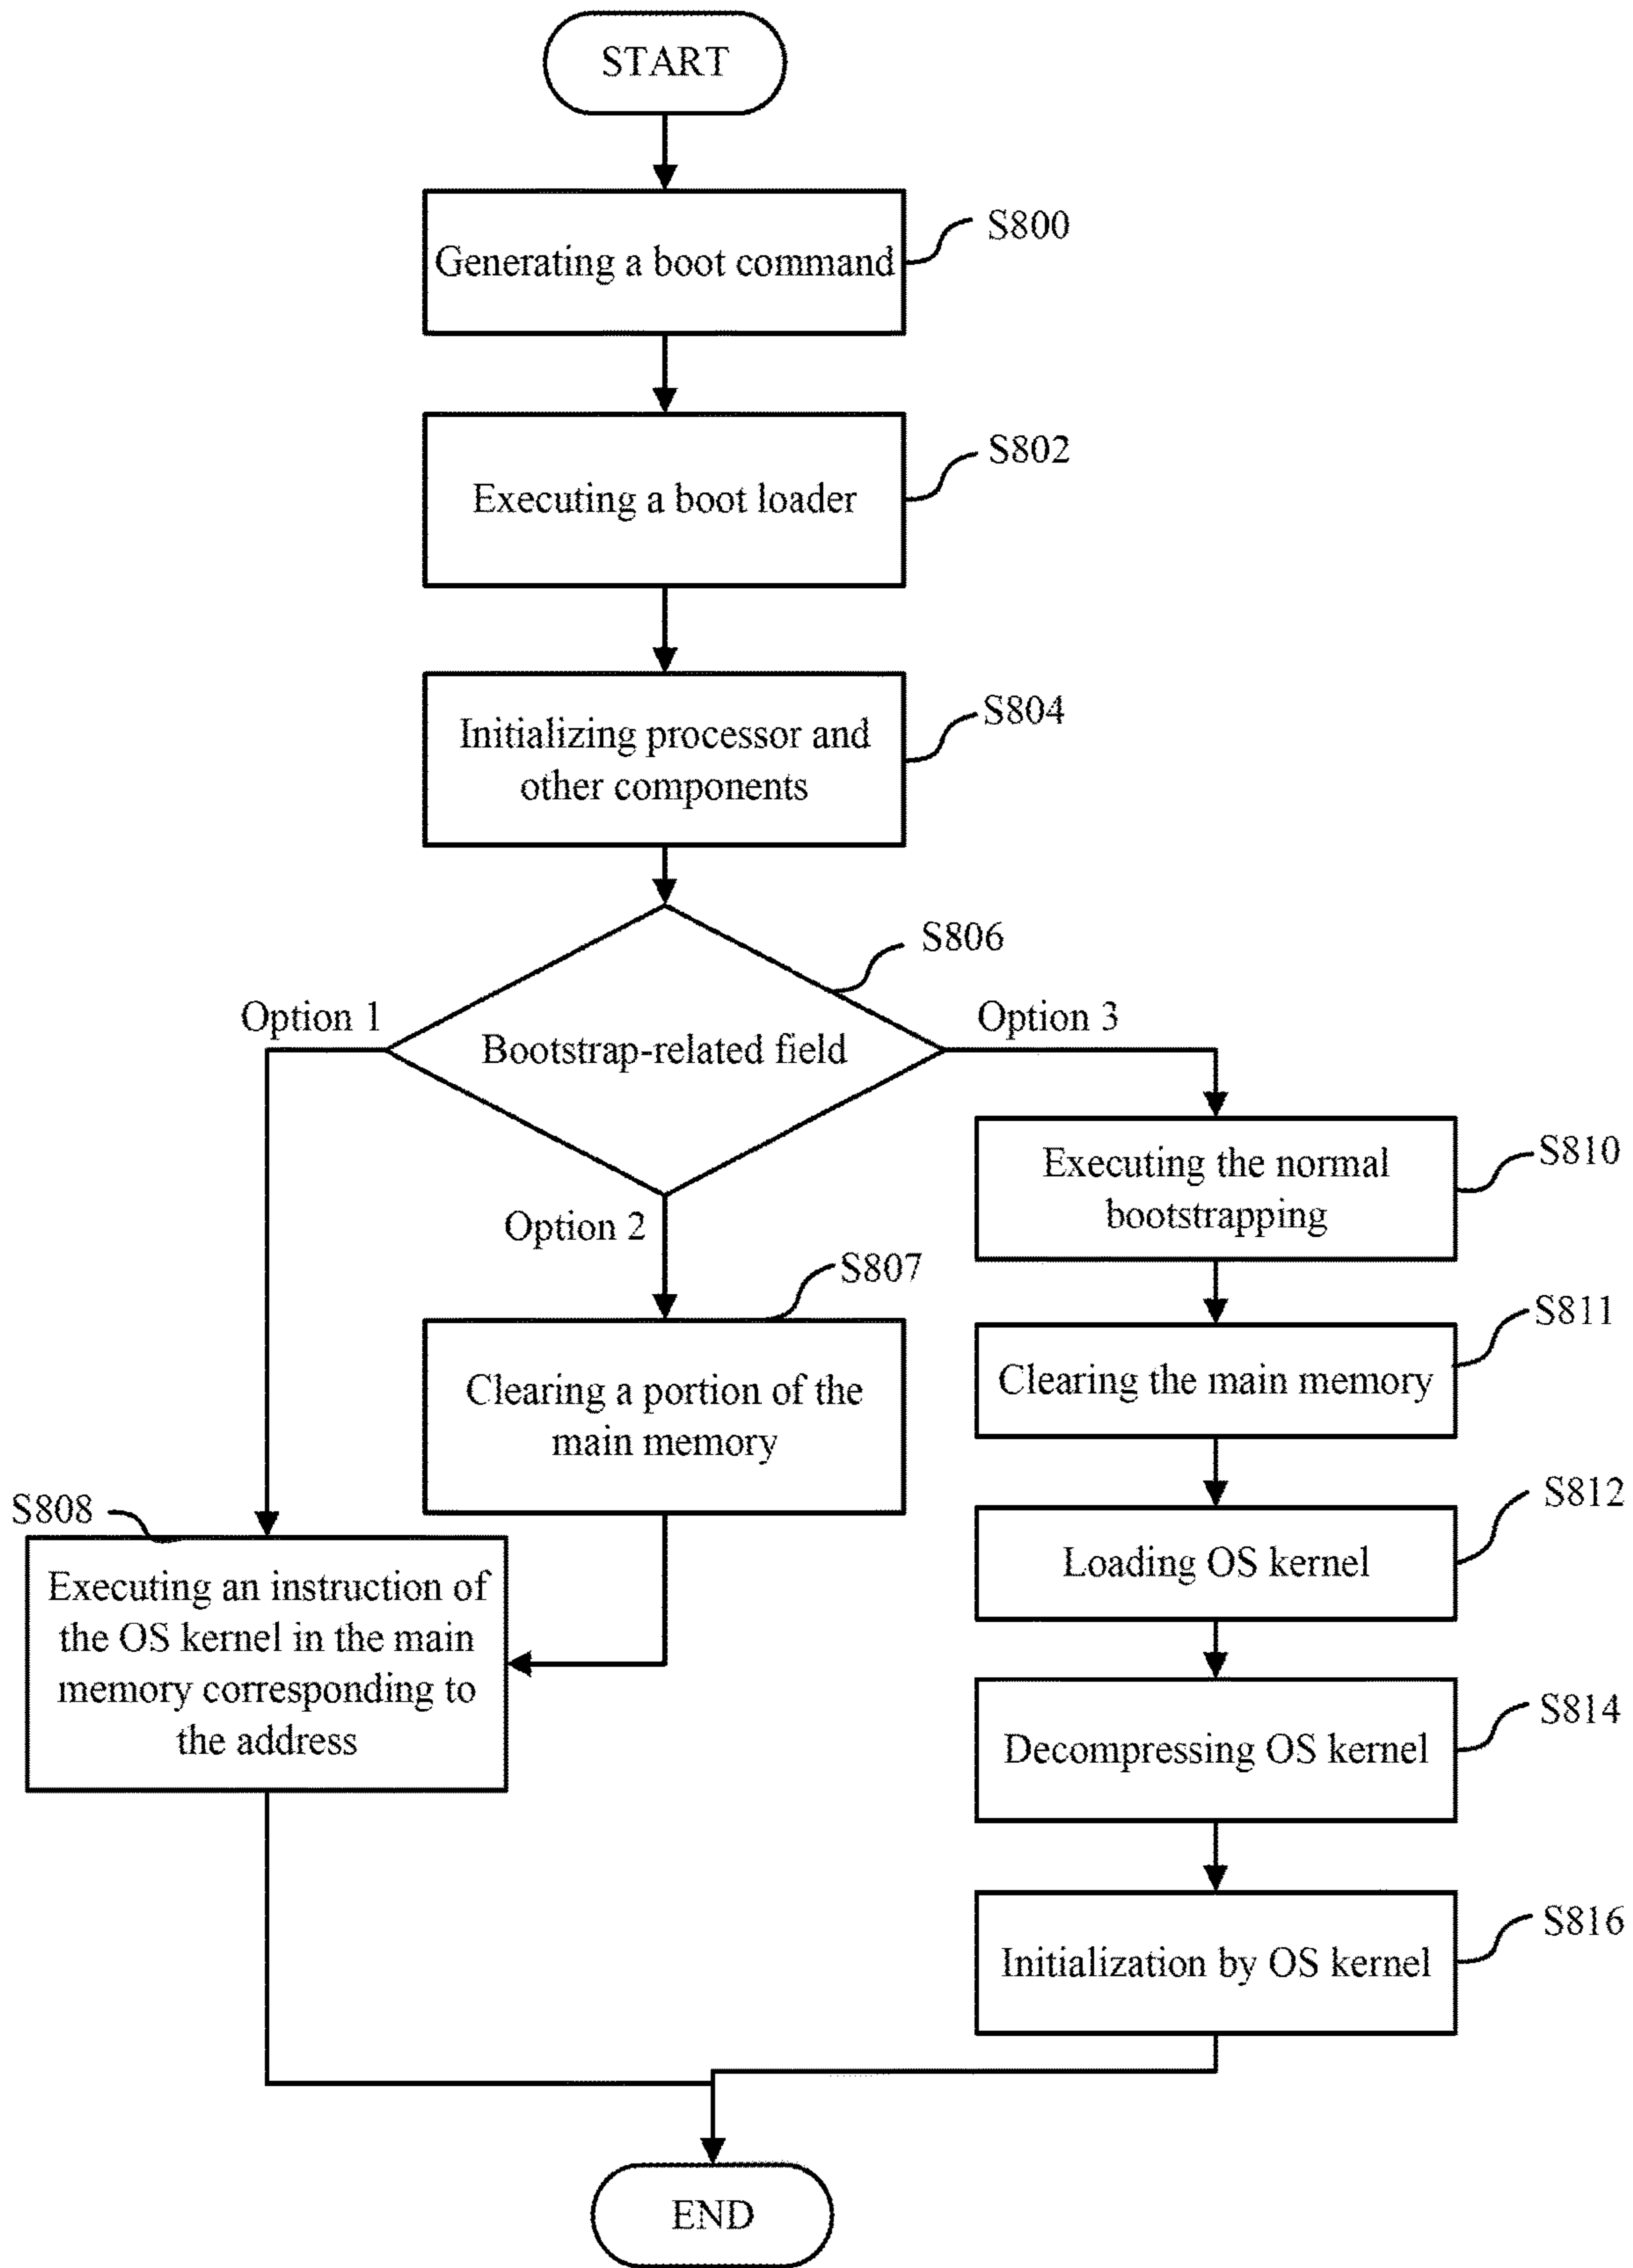 START
S800
Generating a boot command
S802
Executing a boot loader
S804
Initializing processor and
other components
S806
Option 1
Bootstrap-related field
Option 3
Option 2
S807
Clearing a portion of the
main memory
S808
Executing an instruction of
the OS kernel in the main
memory corresponding to
the address
S810
Executing the normal
bootstrapping
S811
Clearing the main memory
S812
Loading OS kernel
S814
Decompressing OS kernel
S816
Initialization by OS kernel
END